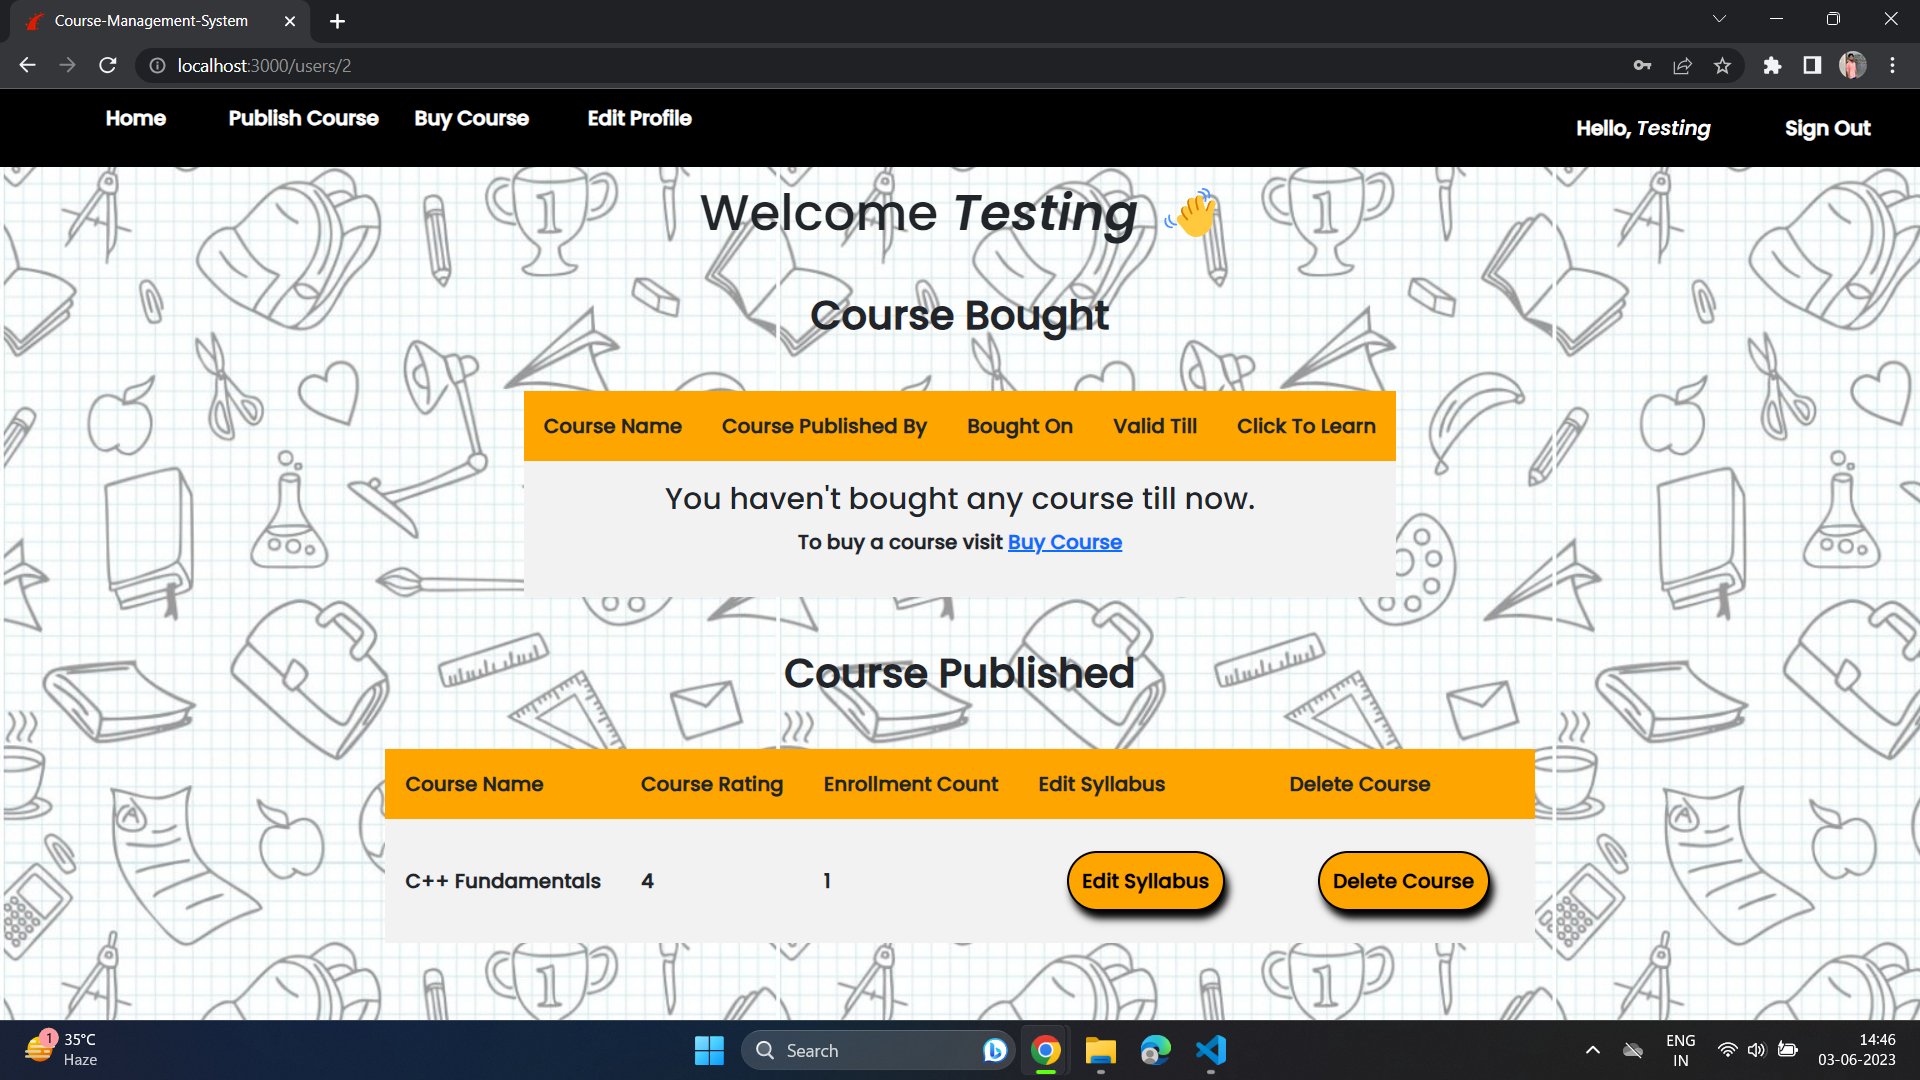 Course-Management-System
localhost:3000/users/2
Home Publish Course Buy Course Edit Profile Hello, Testing Sign Out
Welcome Testing 👋
Course Bought
Course Name Course Published By Bought On Valid Till Click To Learn
You haven't bought any course till now.
To buy a course visit Buy Course
Course Published
Course Name Course Rating Enrollment Count Edit Syllabus Delete Course
C++ Fundamentals 4 1 Edit Syllabus Delete Course
1 35°C
Haze
Search
ENG
IN
14:46
03-06-2023